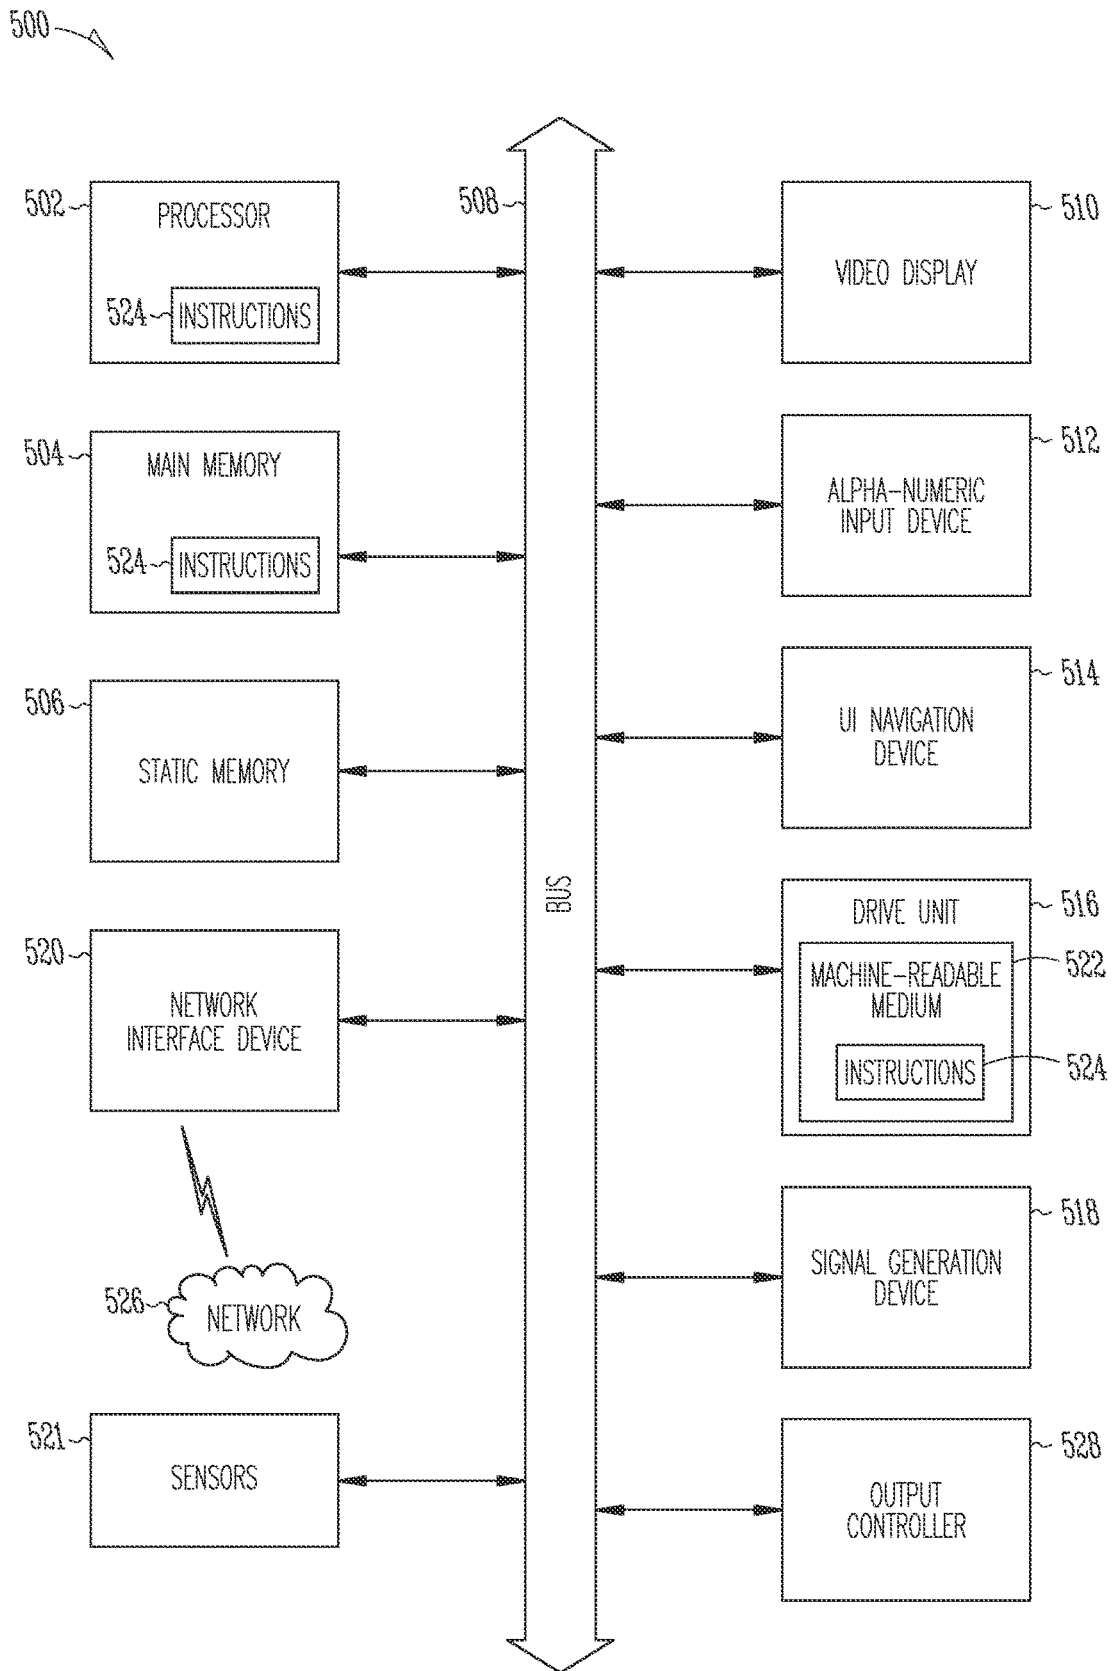 500
502
PROCESSOR
524
INSTRUCTIONS
504
MAIN MEMORY
524
INSTRUCTIONS
506
STATIC MEMORY
520
NETWORK
INTERFACE DEVICE
526
NETWORK
521
SENSORS
508
BUS
510
VIDEO DISPLAY
512
ALPHA-NUMERIC
INPUT DEVICE
514
UI NAVIGATION
DEVICE
516
DRIVE UNIT
522
MACHINE-READABLE
MEDIUM
524
INSTRUCTIONS
518
SIGNAL GENERATION
DEVICE
528
OUTPUT
CONTROLLER